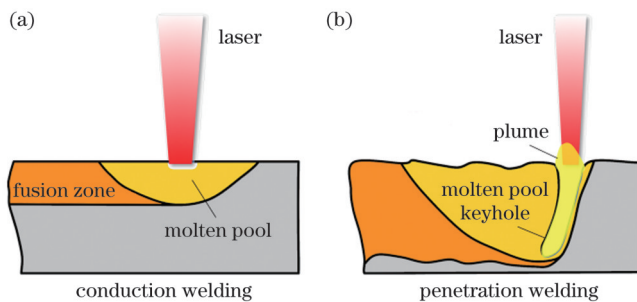 (a)
laser
fusion zone
molten pool
conduction welding
(b)
laser
plume
molten pool
keyhole
penetration welding